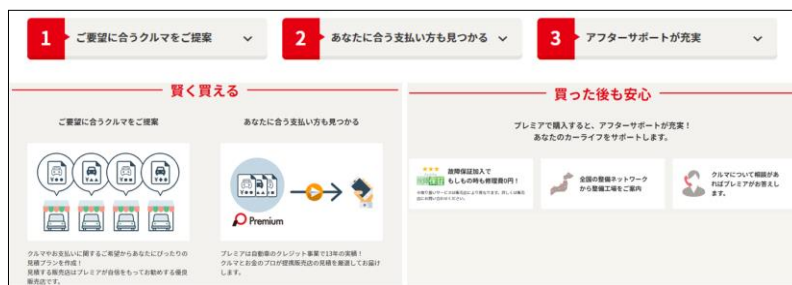 1 ご要望に合うクルマをご提案
2 あなたに合う支払い方も見つかる
3 アフターサポートが充実
賢く買える
ご要望に合うクルマをご提案
あなたに合う支払い方も見つかる
Premium
クルマやお支払いに関するご希望からあなたにぴったりの
見積プランを作成！
見積する販売店はプレミアが自信をもってお勧めする優良
販売店です。
プレミアは自動車のクレジット事業で13年の実績！
クルマとお金のプロが提携販売店の見積を厳選してお届け
します。
買った後も安心
プレミアで購入すると、アフターサポートが充実！
あなたのカーライフをサポートします。
故障保証加入で
もしもの時も修理費0円！
全国の整備ネットワーク
から整備工場をご案内
クルマについて相談があ
ればプレミアがお答えし
ます。